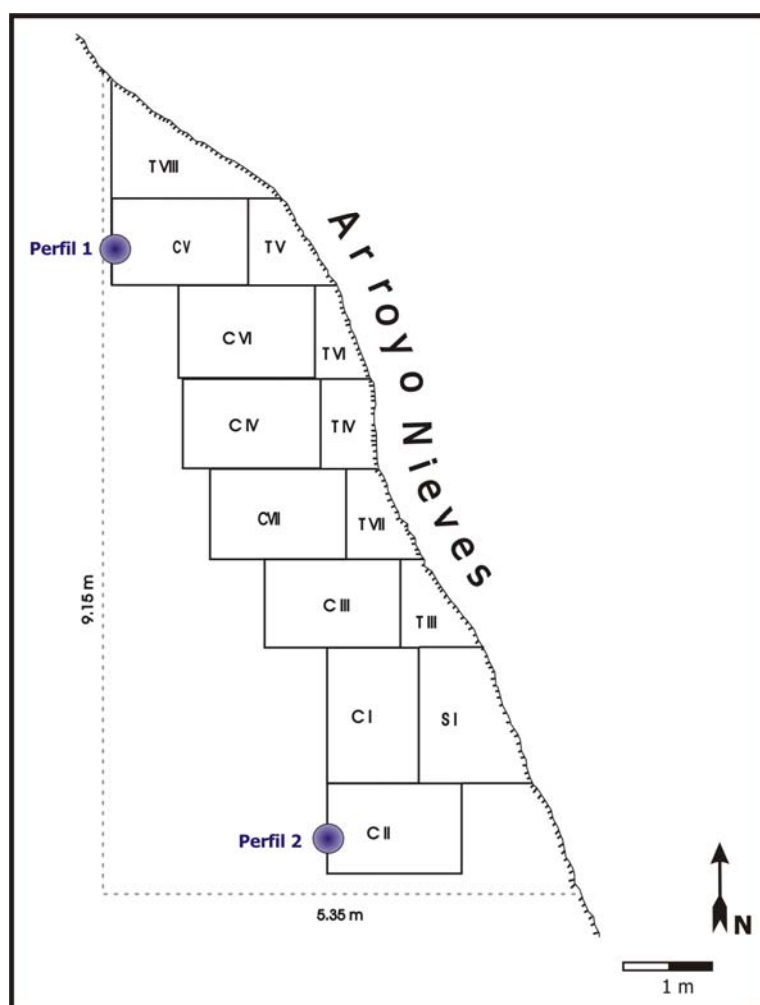 T VIII
Perfil 1
C V
T V
Arroyo Nieves
C VI
T VI
C IV
T IV
C VII
T VII
9.15 m
C III
T III
C I
S I
Perfil 2
C II
5.35 m
N
1 m